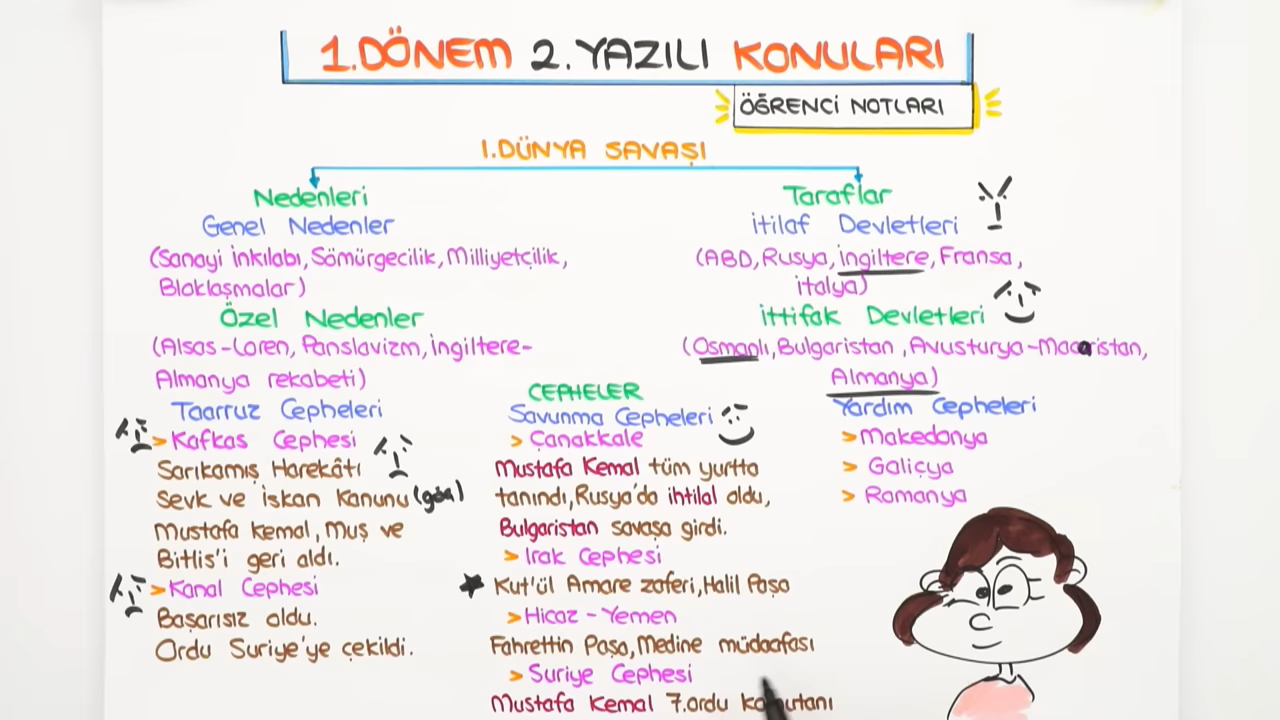 1.DÖNEM 2.YAZILI KONULARI
ÖĞRENCİ NOTLARI
1.DÜNYA SAVAŞI
Nedenleri
Genel Nedenler
(Sanayi İnkılabı, Sömürgecilik, Milliyetçilik,
Bloklaşmalar)
Özel Nedenler
(Alsas-Loren, Panslavizm, İngiltere-
Almanya rekabeti)
Taraflar
İtilaf Devletleri
(ABD, Rusya, İngiltere, Fransa,
İtalya)
İttifak Devletleri
(Osmanlı, Bulgaristan, Avusturya-Macaristan,
Almanya)
CEPHELER
Taarruz Cepheleri
> Kafkas Cephesi
Sarıkamış Harekâtı
Sevk ve İskan Kanunu (göç)
Mustafa Kemal, Muş ve
Bitlis'i geri aldı.
> Kanal Cephesi
Başarısız oldu.
Ordu Suriye'ye çekildi.
Savunma Cepheleri
> Çanakkale
Mustafa Kemal tüm yurtta
tanındı, Rusya'da ihtilal oldu,
Bulgaristan savaşa girdi.
> Irak Cephesi
Kut'ül Amare zaferi, Halil Paşa
> Hicaz - Yemen
Fahrettin Paşa, Medine müdaafası
> Suriye Cephesi
Mustafa Kemal 7.ordu komutanı
Yardım Cepheleri
> Makedonya
> Galiçya
> Romanya